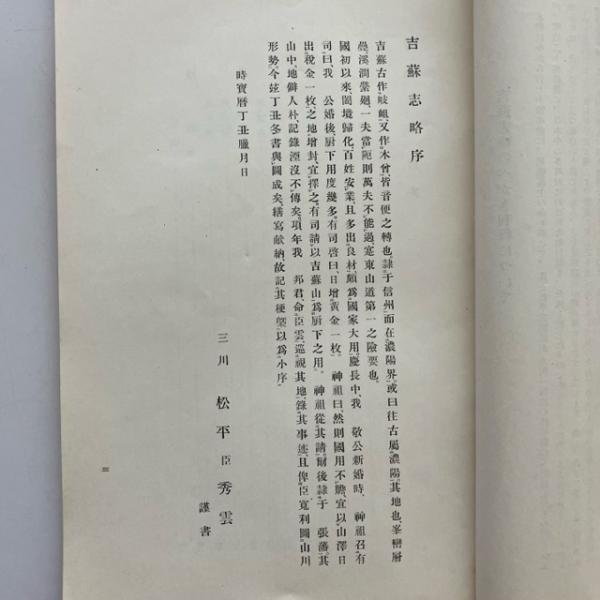 吉蘇志略序
吉蘇古作岐岨、又作木曾、皆音便之轉也、隷于信州、而在濃陽界、或曰往古屬濃陽、其地也、峯巒層
疊、溪澗縈廻、一夫當阨則萬夫不能過、寔東山道第一之險要也、
國初以來、闔境歸化、百姓安業、且多出良材、頗爲國家大用、慶長中、我　敬公新婚時、　神祖召有
司曰、我　公婚後、厨下用度幾多、有司啓曰、日增黃金一枚、　神祖曰、然則國用不贍、宜以山澤日
出稅金一枚之地增封、宜擇之、有司請以吉蘇山爲厨下之用、　神祖從其請、爾後隷于　張藩、其
山中、地僻人朴、記錄湮沒不傳矣、項年我　邦君、命臣雲巡視其地、錄其事迹、且俾臣寬利圖山川
形勢、今玆丁丑冬書與圖成矣、繕寫獻納、故記其梗槩、以爲小序、
時寶曆丁丑臘月日
三川　松平臣秀雲　謹書